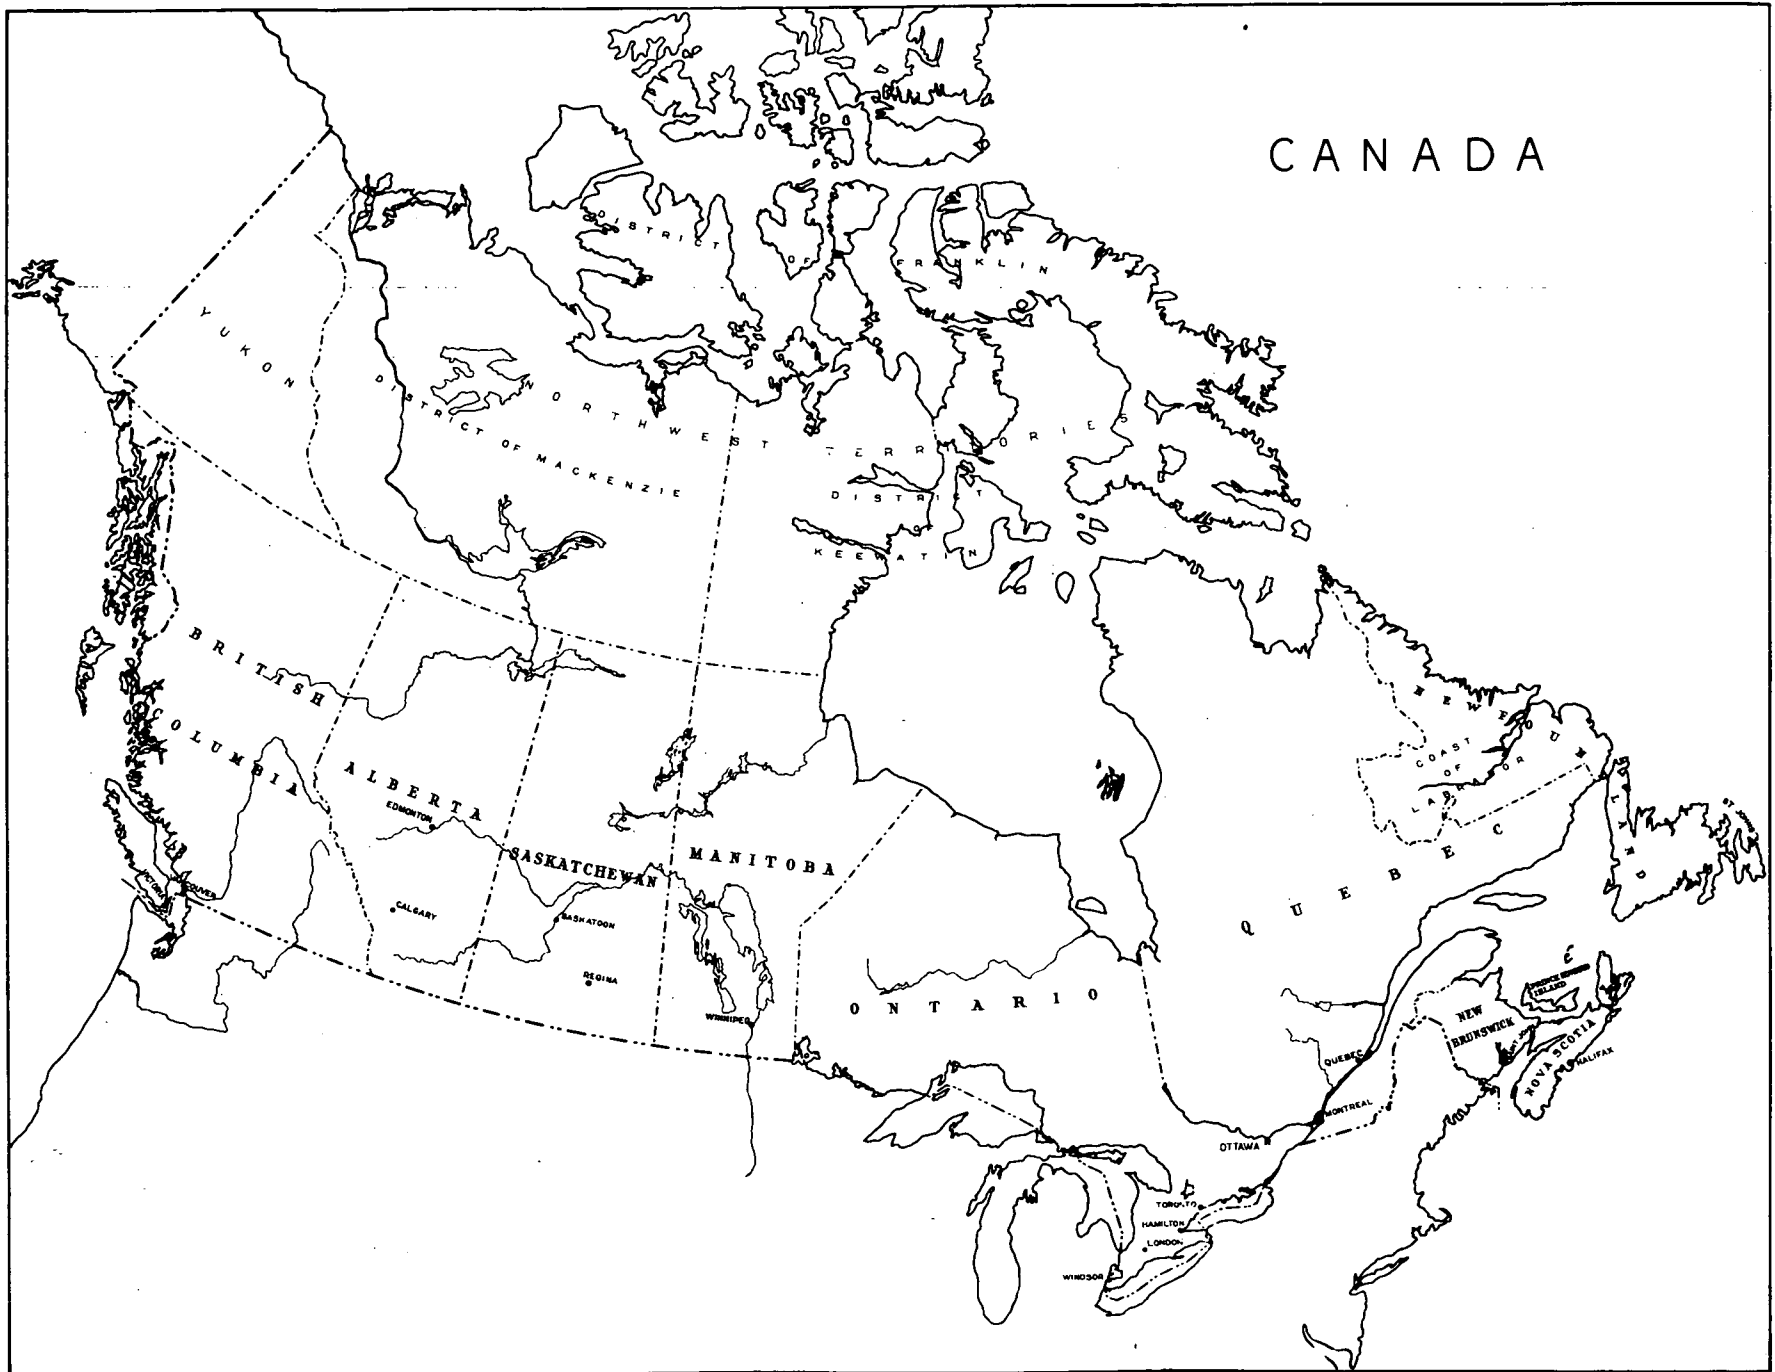 CANADA
DISTRICT
OF
FRANKLIN
YUKON
NORTHWEST TERRITORIES
DISTRICT OF MACKENZIE
DISTRICT
OF
KEEWATIN
BRITISH
COLUMBIA
ALBERTA
EDMONTON
CALGARY
SASKATCHEWAN
SASKATOON
REGINA
MANITOBA
WINNIPEG
VICTORIA
VANCOUVER
ONTARIO
QUEBEC
NEWFOUNDLAND
COAST
OF
LABRADOR
PRINCE EDWARD
ISLAND
NEW
BRUNSWICK
NOVA SCOTIA
HALIFAX
QUEBEC
MONTREAL
OTTAWA
TORONTO
HAMILTON
LONDON
WINDSOR